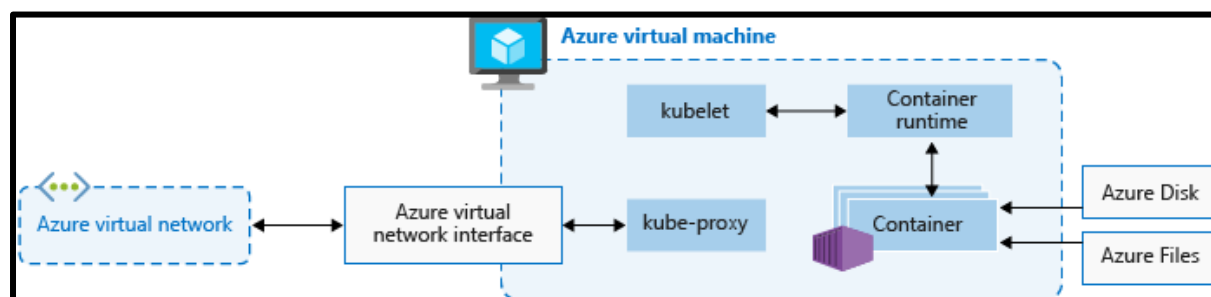 Azure virtual machine
kubelet
Container
runtime
Azure virtual network
Azure virtual
network interface
kube-proxy
Container
Azure Disk
Azure Files